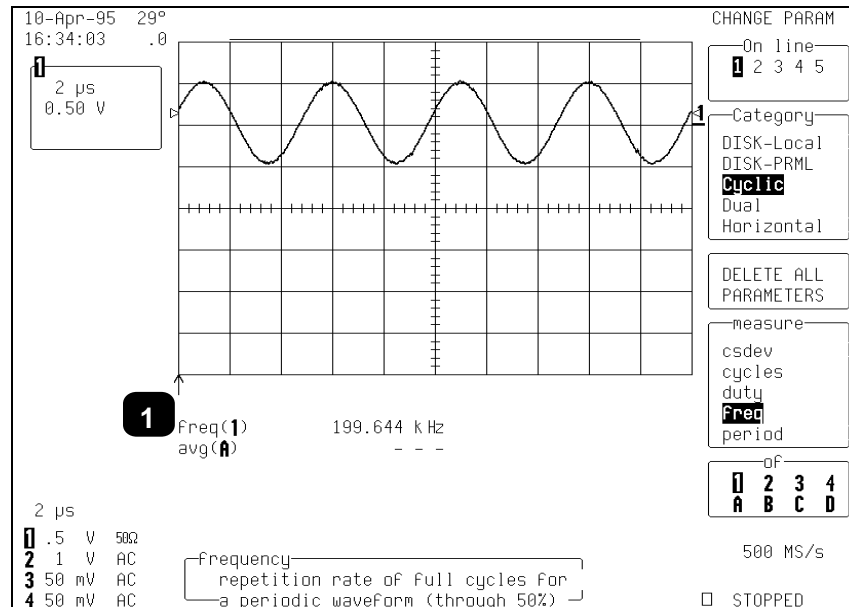 10-Apr-95 29°
16:34:03 .0
1
2 µs
0.50 V
1
CHANGE PARAM
On line
1 2 3 4 5
Category
DISK-Local
DISK-PRML
Cyclic
Dual
Horizontal
DELETE ALL
PARAMETERS
measure
csdev
cycles
duty
freq
period
of
1 2 3 4
A B C D
1
freq(1) 199.644 kHz
avg(A) - - -
2 µs
1 .5 V 50Ω
2 1 V AC
3 50 mV AC
4 50 mV AC
frequency
repetition rate of full cycles for
a periodic waveform (through 50%)
500 MS/s
STOPPED